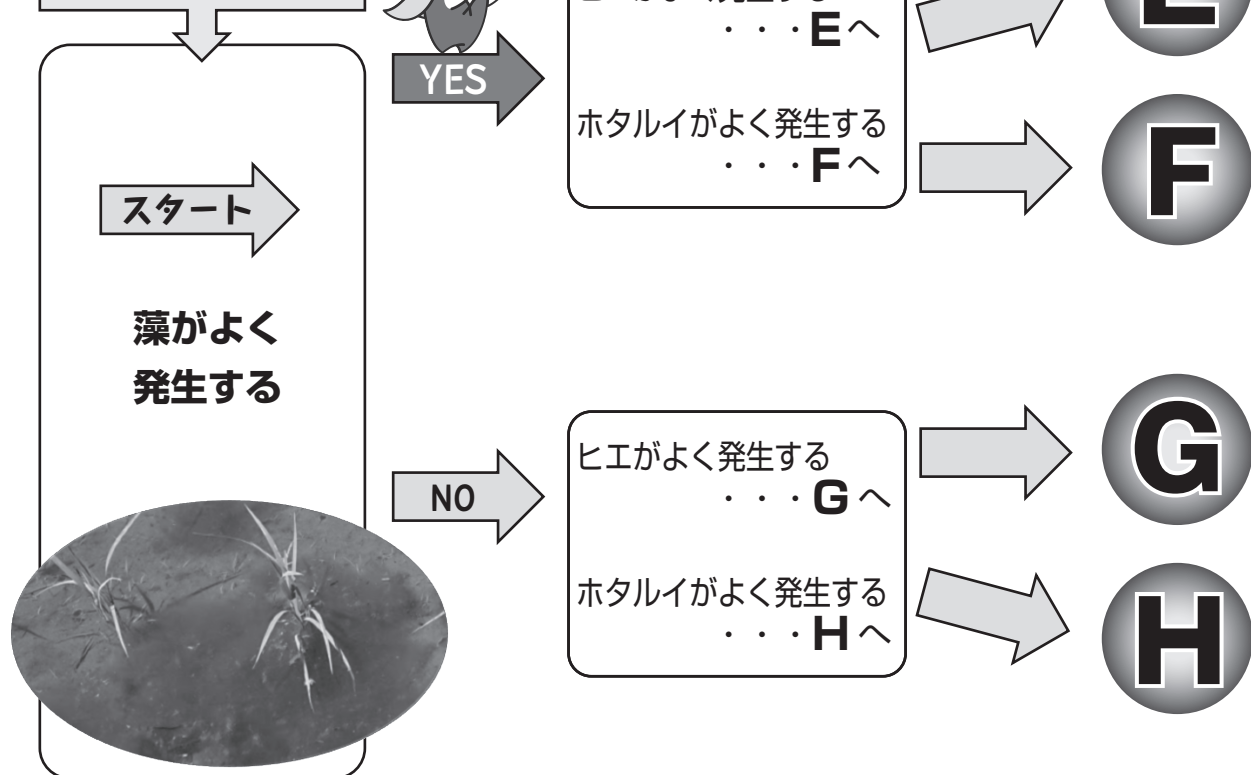 ・・・Eへ
YES
ホタルイがよく発生する
・・・Fへ
F
スタート
藻がよく
発生する
NO
ヒエがよく発生する
・・・Gへ
G
ホタルイがよく発生する
・・・Hへ
H